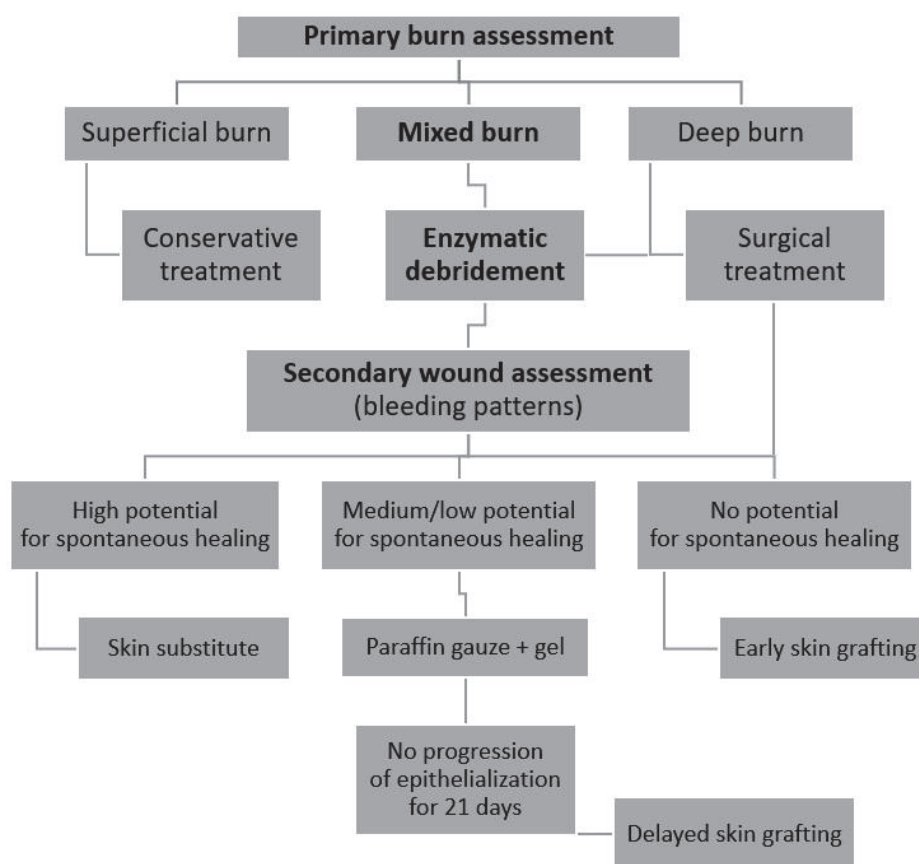 Primary burn assessment
Superficial burn
Mixed burn
Deep burn
Conservative
treatment
Enzymatic
debridement
Surgical
treatment
Secondary wound assessment
(bleeding patterns)
High potential
for spontaneous healing
Medium/low potential
for spontaneous healing
No potential
for spontaneous healing
Skin substitute
Paraffin gauze + gel
Early skin grafting
No progression
of epithelialization
for 21 days
Delayed skin grafting